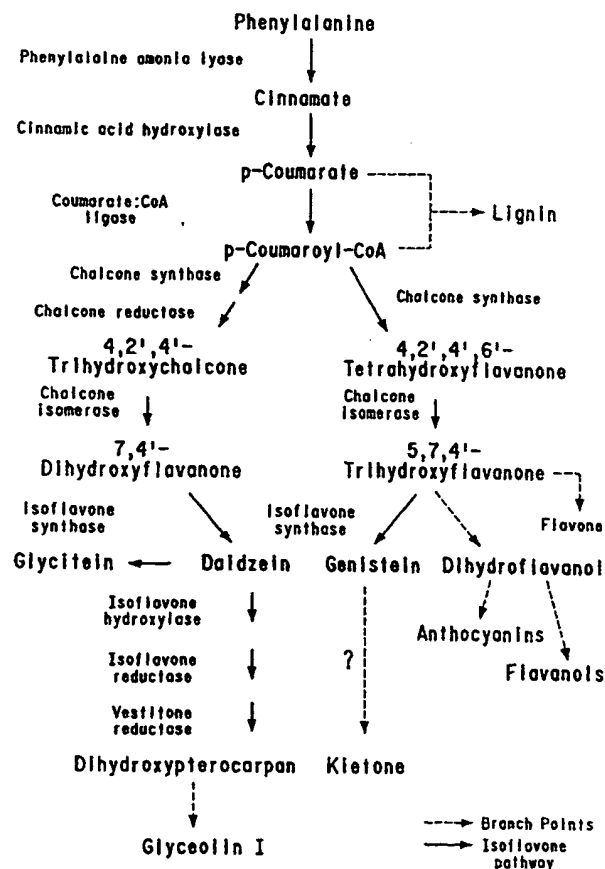 Phenylalanine
Phenylalaine amonia lyase
Cinnamate
Cinnamic acid hydroxylase
p-Coumarate
Coumarate:CoA
ligase
Lignin
p-Coumaroyl-CoA
Chalcone synthase
Chalcone reductase
Chalcone synthase
4,2',4'-
Trihydroxychalcone
4,2',4',6'-
Tetrahydroxyflavanone
Chalcone
isomerase
Chalcone
isomerase
7,4'-
Dihydroxyflavanone
5,7,4'-
Trihydroxyflavanone
Isoflavone
synthase
Isoflavone
synthase
Flavone
Glycitein
Daidzein
Genistein
Dihydroflavanol
Isoflavone
hydroxylase
Anthocyanins
Isoflavone
reductase
?
Flavanols
Vestitone
reductase
Dihydroxypterocarpan
Kietone
Glyceolin I
Branch Points
Isoflavone
pathway